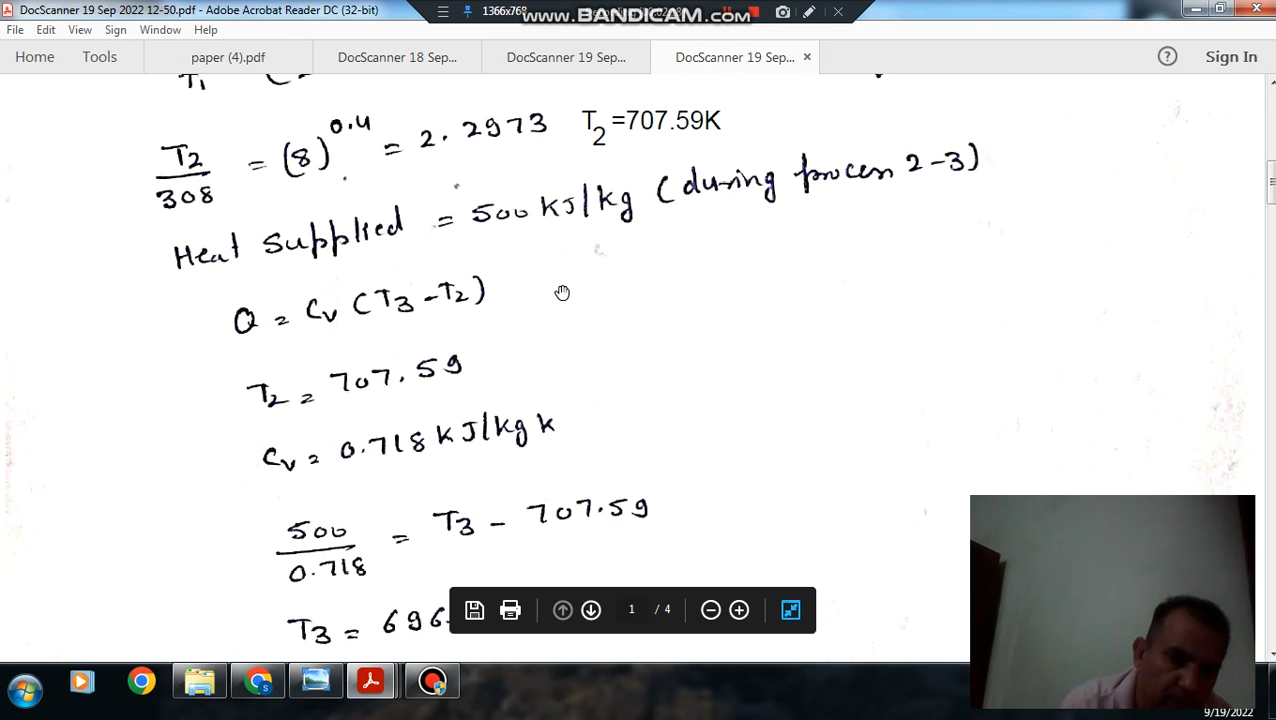 DocScanner 19 Sep 2022 12-50.pdf - Adobe Acrobat Reader DC (32-bit)
1366x768
www.BANDICAM.com
File Edit View Sign Window Help
Home Tools paper (4).pdf DocScanner 18 Sep... DocScanner 19 Sep... DocScanner 19 Sep... × ? Sign In
T1
T2/308 = (8)^0.4 = 2.2973 T2 =707.59K
Heat Supplied = 500 KJ/kg (during process 2-3)
Q = Cv (T3 - T2)
T2 = 707.59
Cv = 0.718 KJ/kg k
500/0.718 = T3 - 707.59
T3 = 696.
1 / 4
9/19/2022